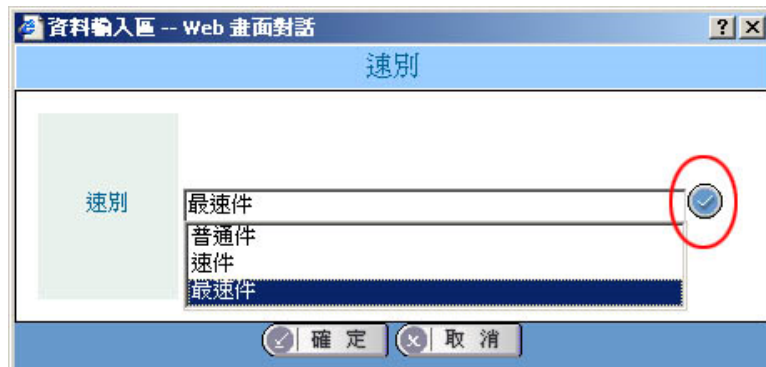 資料輸入區 -- Web 畫面對話
速別
速別
最速件
普通件
速件
最速件
確 定
取 消